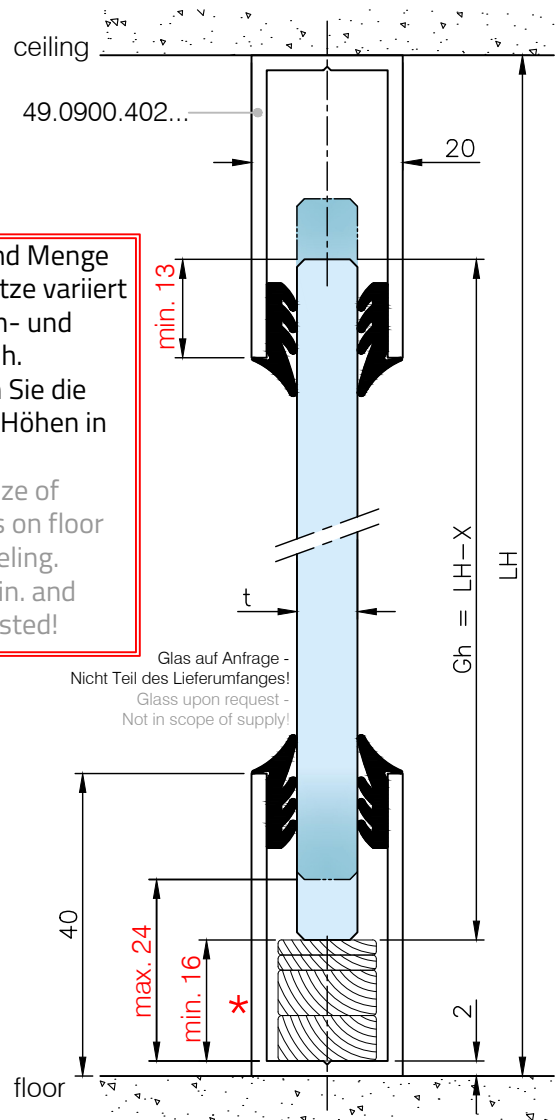 ceiling
49.0900.402...
20
nd Menge
tze variiert
n- und
h.
n Sie die
Höhen in
ze of
s on floor
eling.
in. and
sted!
min. 13
Gh = LH-X
LH
t
Glas auf Anfrage -
Nicht Teil des Lieferumfanges!
Glass upon request -
Not in scope of supply!
40
max. 24
min. 16
*
2
floor